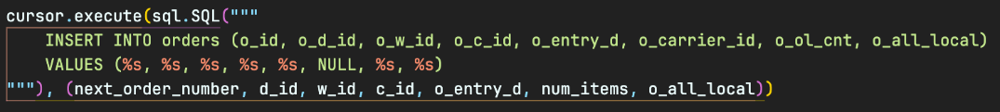 cursor.execute(sql.SQL("""
    INSERT INTO orders (o_id, o_d_id, o_w_id, o_c_id, o_entry_d, o_carrier_id, o_ol_cnt, o_all_local)
    VALUES (%s, %s, %s, %s, %s, NULL, %s, %s)
"""), (next_order_number, d_id, w_id, c_id, o_entry_d, num_items, o_all_local))